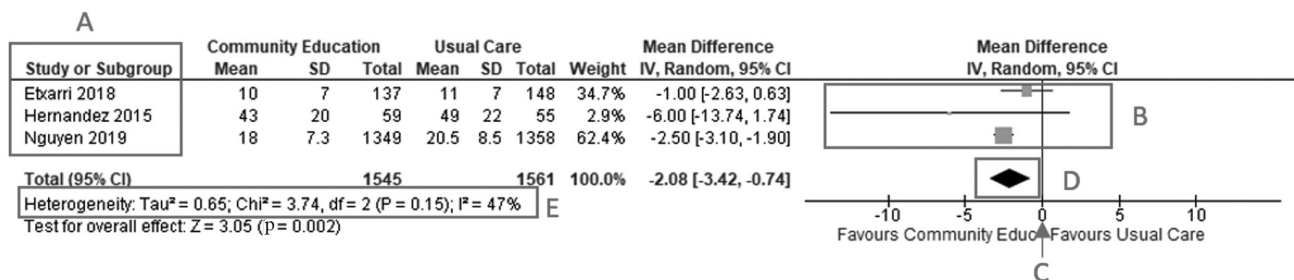 A
Community Education Usual Care Mean Difference Mean Difference
Study or Subgroup Mean SD Total Mean SD Total Weight IV, Random, 95% CI IV, Random, 95% CI
Etxarri 2018 10 7 137 11 7 148 34.7% -1.00 [-2.63, 0.63]
Hernandez 2015 43 20 59 49 22 55 2.9% -6.00 [-13.74, 1.74] B
Nguyen 2019 18 7.3 1349 20.5 8.5 1358 62.4% -2.50 [-3.10, -1.90]
Total (95% CI) 1545 1561 100.0% -2.08 [-3.42, -0.74] D
Heterogeneity: Tau² = 0.65; Chi² = 3.74, df = 2 (P = 0.15); I² = 47% E
Test for overall effect: Z = 3.05 (p = 0.002)
-10 -5 0 5 10
Favours Community Educ Favours Usual Care
C